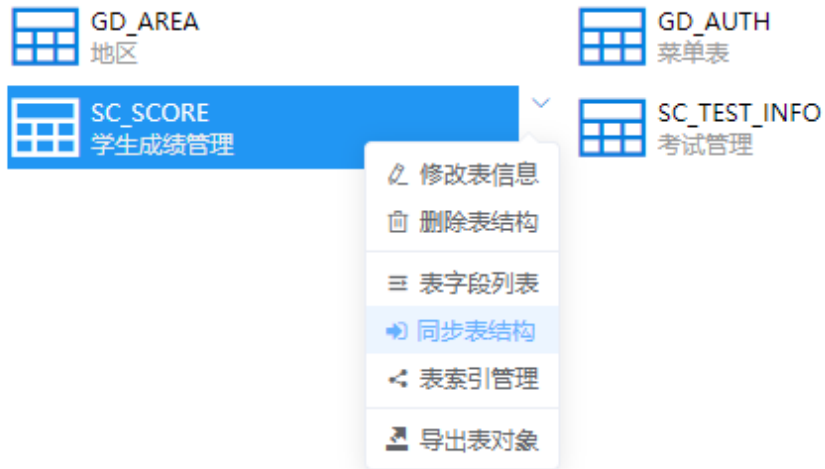 GD_AREA
地区
GD_AUTH
菜单表
SC_SCORE
学生成绩管理
SC_TEST_INFO
考试管理
修改表信息
删除表结构
表字段列表
同步表结构
表索引管理
导出表对象